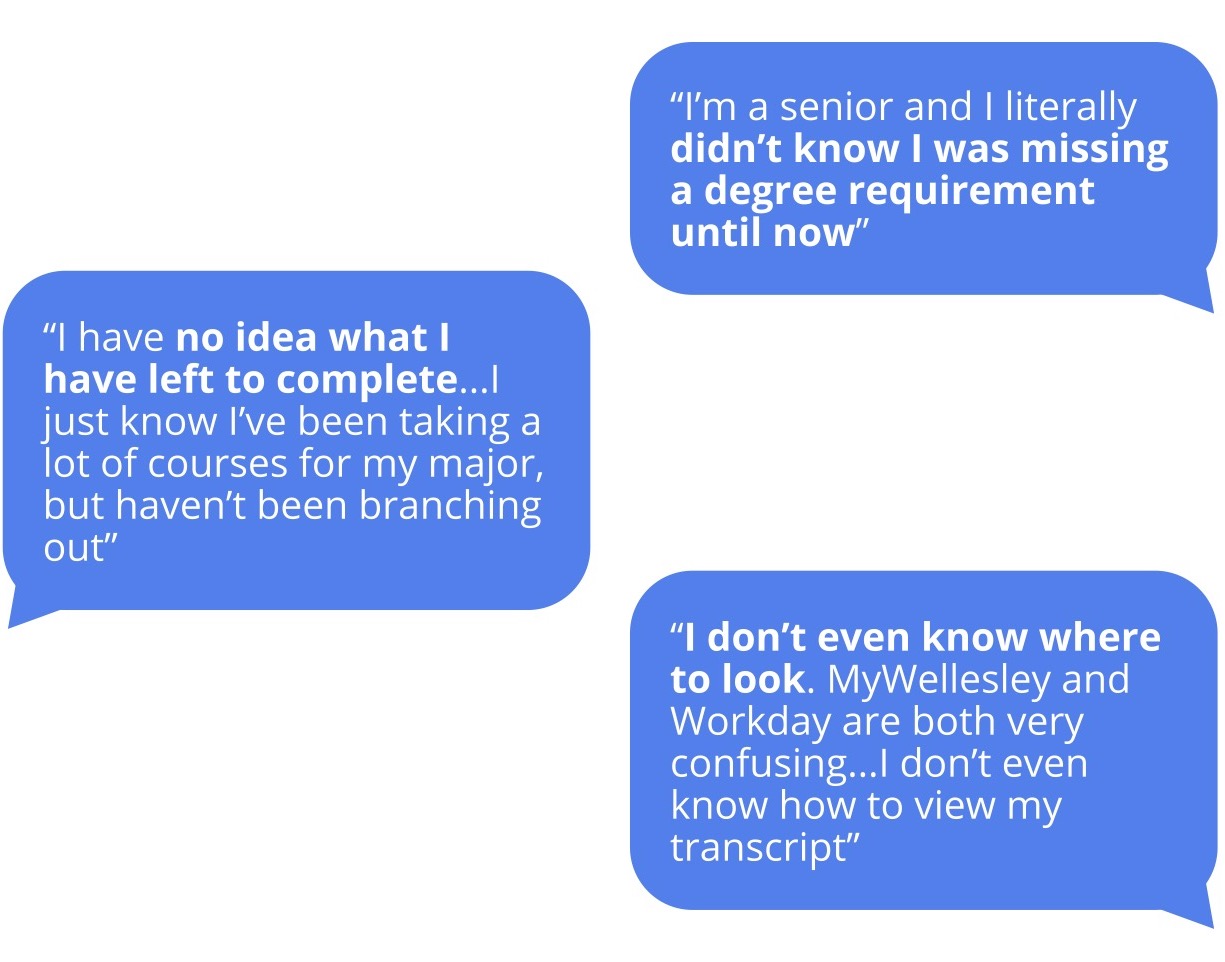 “I’m a senior and I literally
didn’t know I was missing
a degree requirement
until now”
“I have no idea what I
have left to complete...I
just know I’ve been taking a
lot of courses for my major,
but haven’t been branching
out”
“I don’t even know where
to look. MyWellesley and
Workday are both very
confusing...I don’t even
know how to view my
transcript”